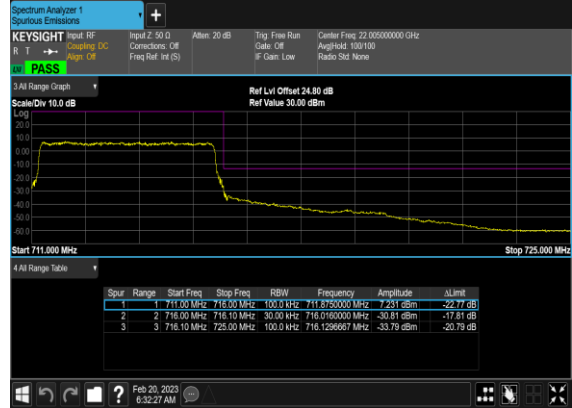 Spectrum Analyzer 1
Spurious Emissions
+
KEYSIGHT Input: RF Input Z: 50 Ω Atten: 20 dB Trig: Free Run Center Freq: 22.005000000 GHz
R T Coupling: DC Corrections: Off Gate: Off Avg|Hold: 100/100
Align: Off Freq Ref: Int (S) IF Gain: Low Radio Std: None
PASS
3 All Range Graph
Ref Lvl Offset 24.80 dB
Scale/Div 10.0 dB Ref Value 30.00 dBm
Log
20.0
10.0
0.00
-10.0
-20.0
-30.0
-40.0
-50.0
-60.0
Start 711.000 MHz Stop 725.000 MHz
4 All Range Table
Spur Range Start Freq Stop Freq RBW Frequency Amplitude ΔLimit
1 1 711.00 MHz 716.00 MHz 100.0 kHz 711.8750000 MHz 7.231 dBm -22.77 dB
2 2 716.00 MHz 716.10 MHz 30.00 kHz 716.0160000 MHz -30.81 dBm -17.81 dB
3 3 716.10 MHz 725.00 MHz 100.0 kHz 716.1296667 MHz -33.79 dBm -20.79 dB
? Feb 20, 2023
6:32:27 AM